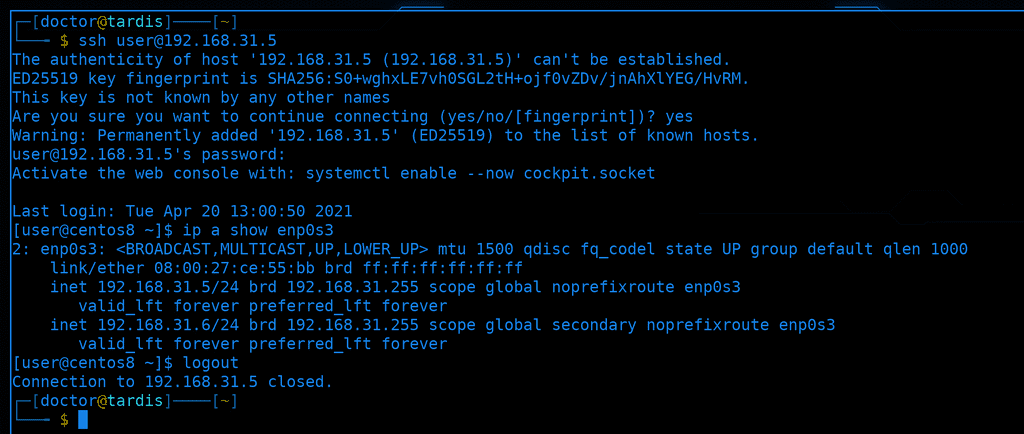 ┌─[doctor@tardis]────[~]
└──╼ $ ssh user@192.168.31.5
The authenticity of host '192.168.31.5 (192.168.31.5)' can't be established.
ED25519 key fingerprint is SHA256:S0+wghxLE7vh0SGL2tH+ojf0vZDv/jnAhXlYEG/HvRM.
This key is not known by any other names
Are you sure you want to continue connecting (yes/no/[fingerprint])? yes
Warning: Permanently added '192.168.31.5' (ED25519) to the list of known hosts.
user@192.168.31.5's password:
Activate the web console with: systemctl enable --now cockpit.socket

Last login: Tue Apr 20 13:00:50 2021
[user@centos8 ~]$ ip a show enp0s3
2: enp0s3: <BROADCAST,MULTICAST,UP,LOWER_UP> mtu 1500 qdisc fq_codel state UP group default qlen 1000
    link/ether 08:00:27:ce:55:bb brd ff:ff:ff:ff:ff:ff
    inet 192.168.31.5/24 brd 192.168.31.255 scope global noprefixroute enp0s3
       valid_lft forever preferred_lft forever
    inet 192.168.31.6/24 brd 192.168.31.255 scope global secondary noprefixroute enp0s3
       valid_lft forever preferred_lft forever
[user@centos8 ~]$ logout
Connection to 192.168.31.5 closed.
┌─[doctor@tardis]────[~]
└──╼ $